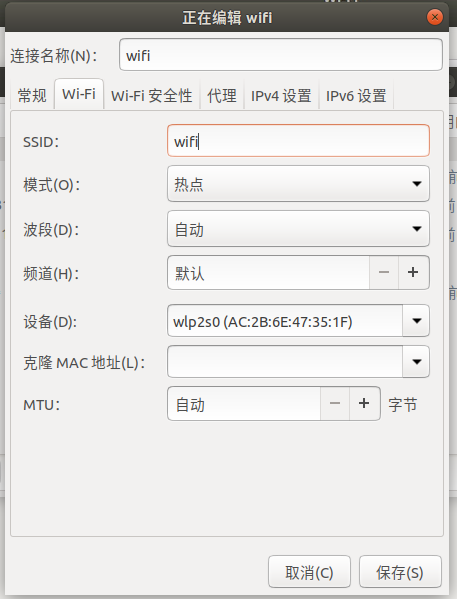 正在编辑 wifi
连接名称(N)： wifi
常规 Wi-Fi Wi-Fi 安全性 代理 IPv4 设置 IPv6 设置
SSID： wifi
模式(O)： 热点
波段(D)： 自动
频道(H)： 默认 − +
设备(D): wlp2s0 (AC:2B:6E:47:35:1F)
克隆 MAC 地址(L)：
MTU： 自动 − + 字节
取消(C) 保存(S)